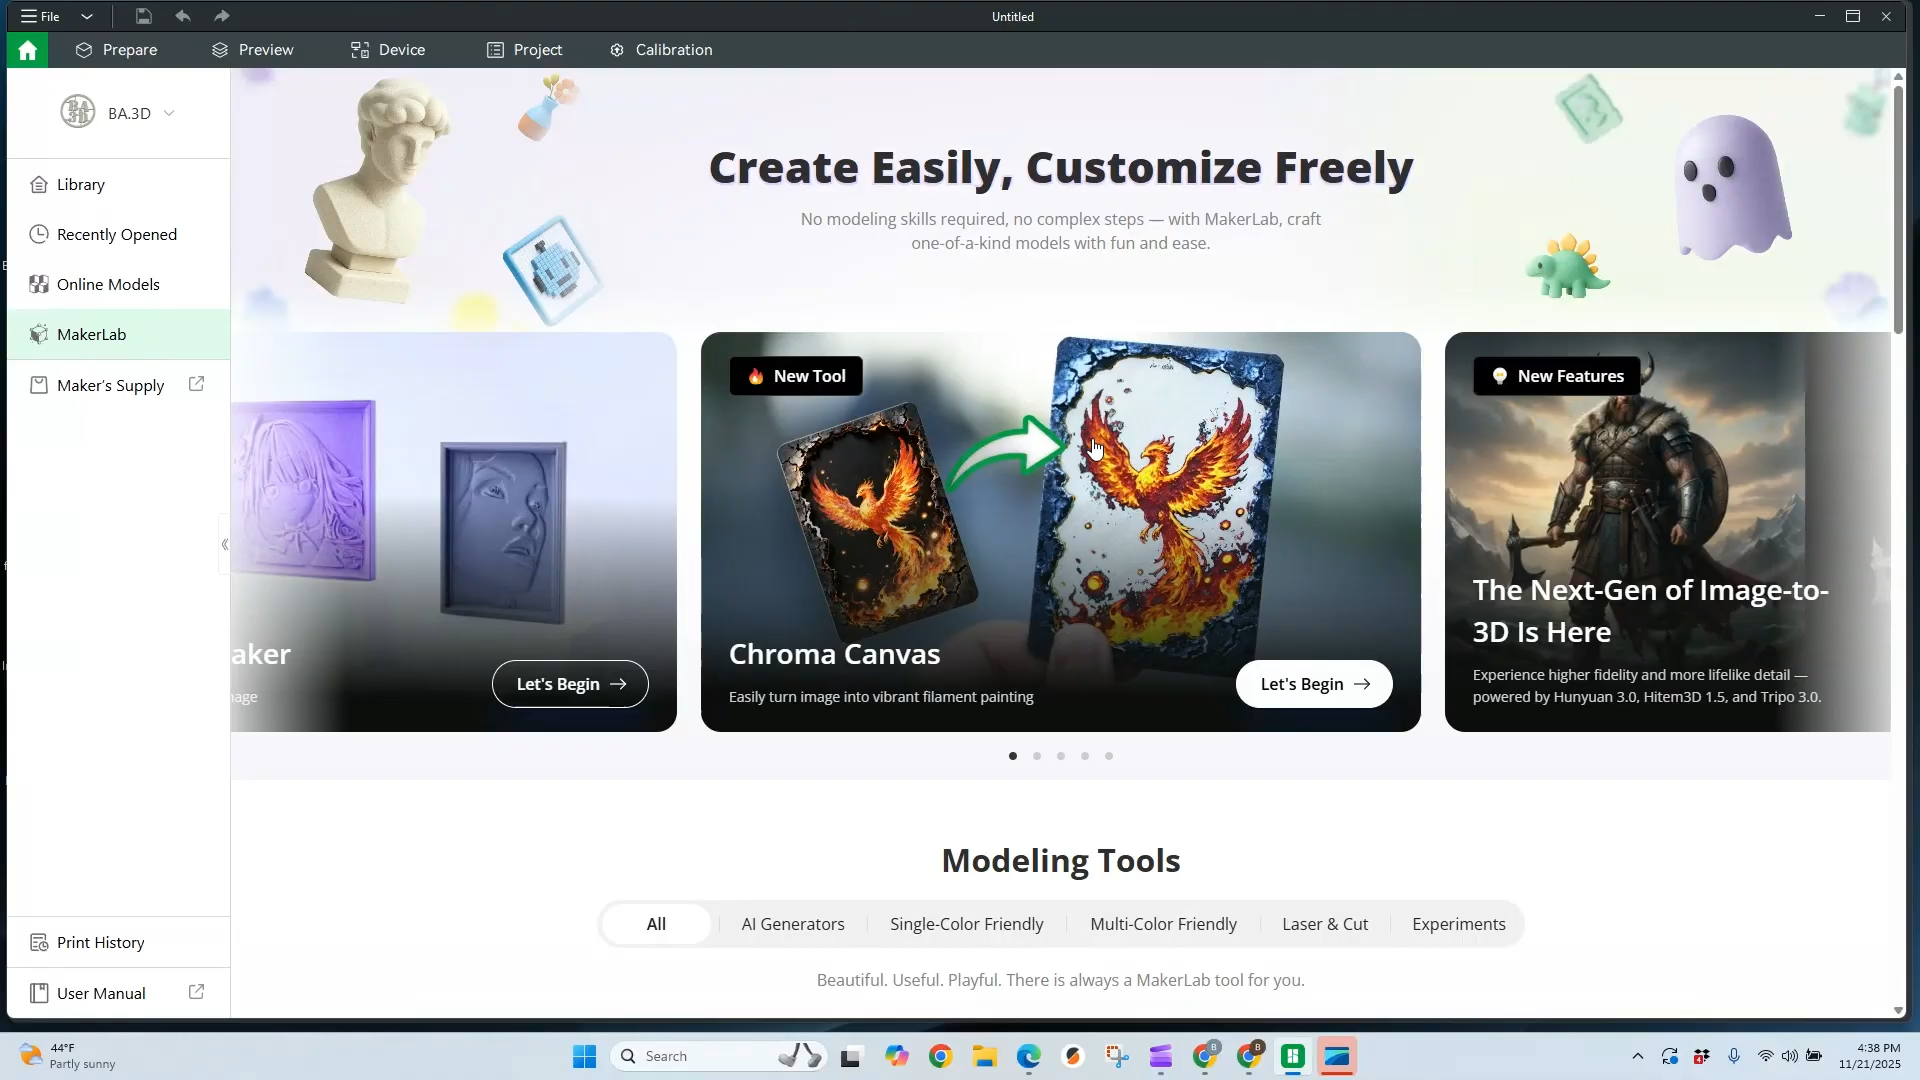 File
Untitled
Prepare
Preview
Device
Project
Calibration
BA
3D
BA.3D
Library
Recently Opened
Online Models
MakerLab
Maker's Supply
Print History
User Manual
Create Easily, Customize Freely
No modeling skills required, no complex steps — with MakerLab, craft
one-of-a-kind models with fun and ease.
aker
Let's Begin
New Tool
Chroma Canvas
Easily turn image into vibrant filament painting
Let's Begin
New Features
The Next-Gen of Image-to-
3D Is Here
Experience higher fidelity and more lifelike detail —
powered by Hunyuan 3.0, Hitem3D 1.5, and Tripo 3.0.
Modeling Tools
All
AI Generators
Single-Color Friendly
Multi-Color Friendly
Laser & Cut
Experiments
Beautiful. Useful. Playful. There is always a MakerLab tool for you.
44°F
Partly sunny
Search
4:38 PM
11/21/2025